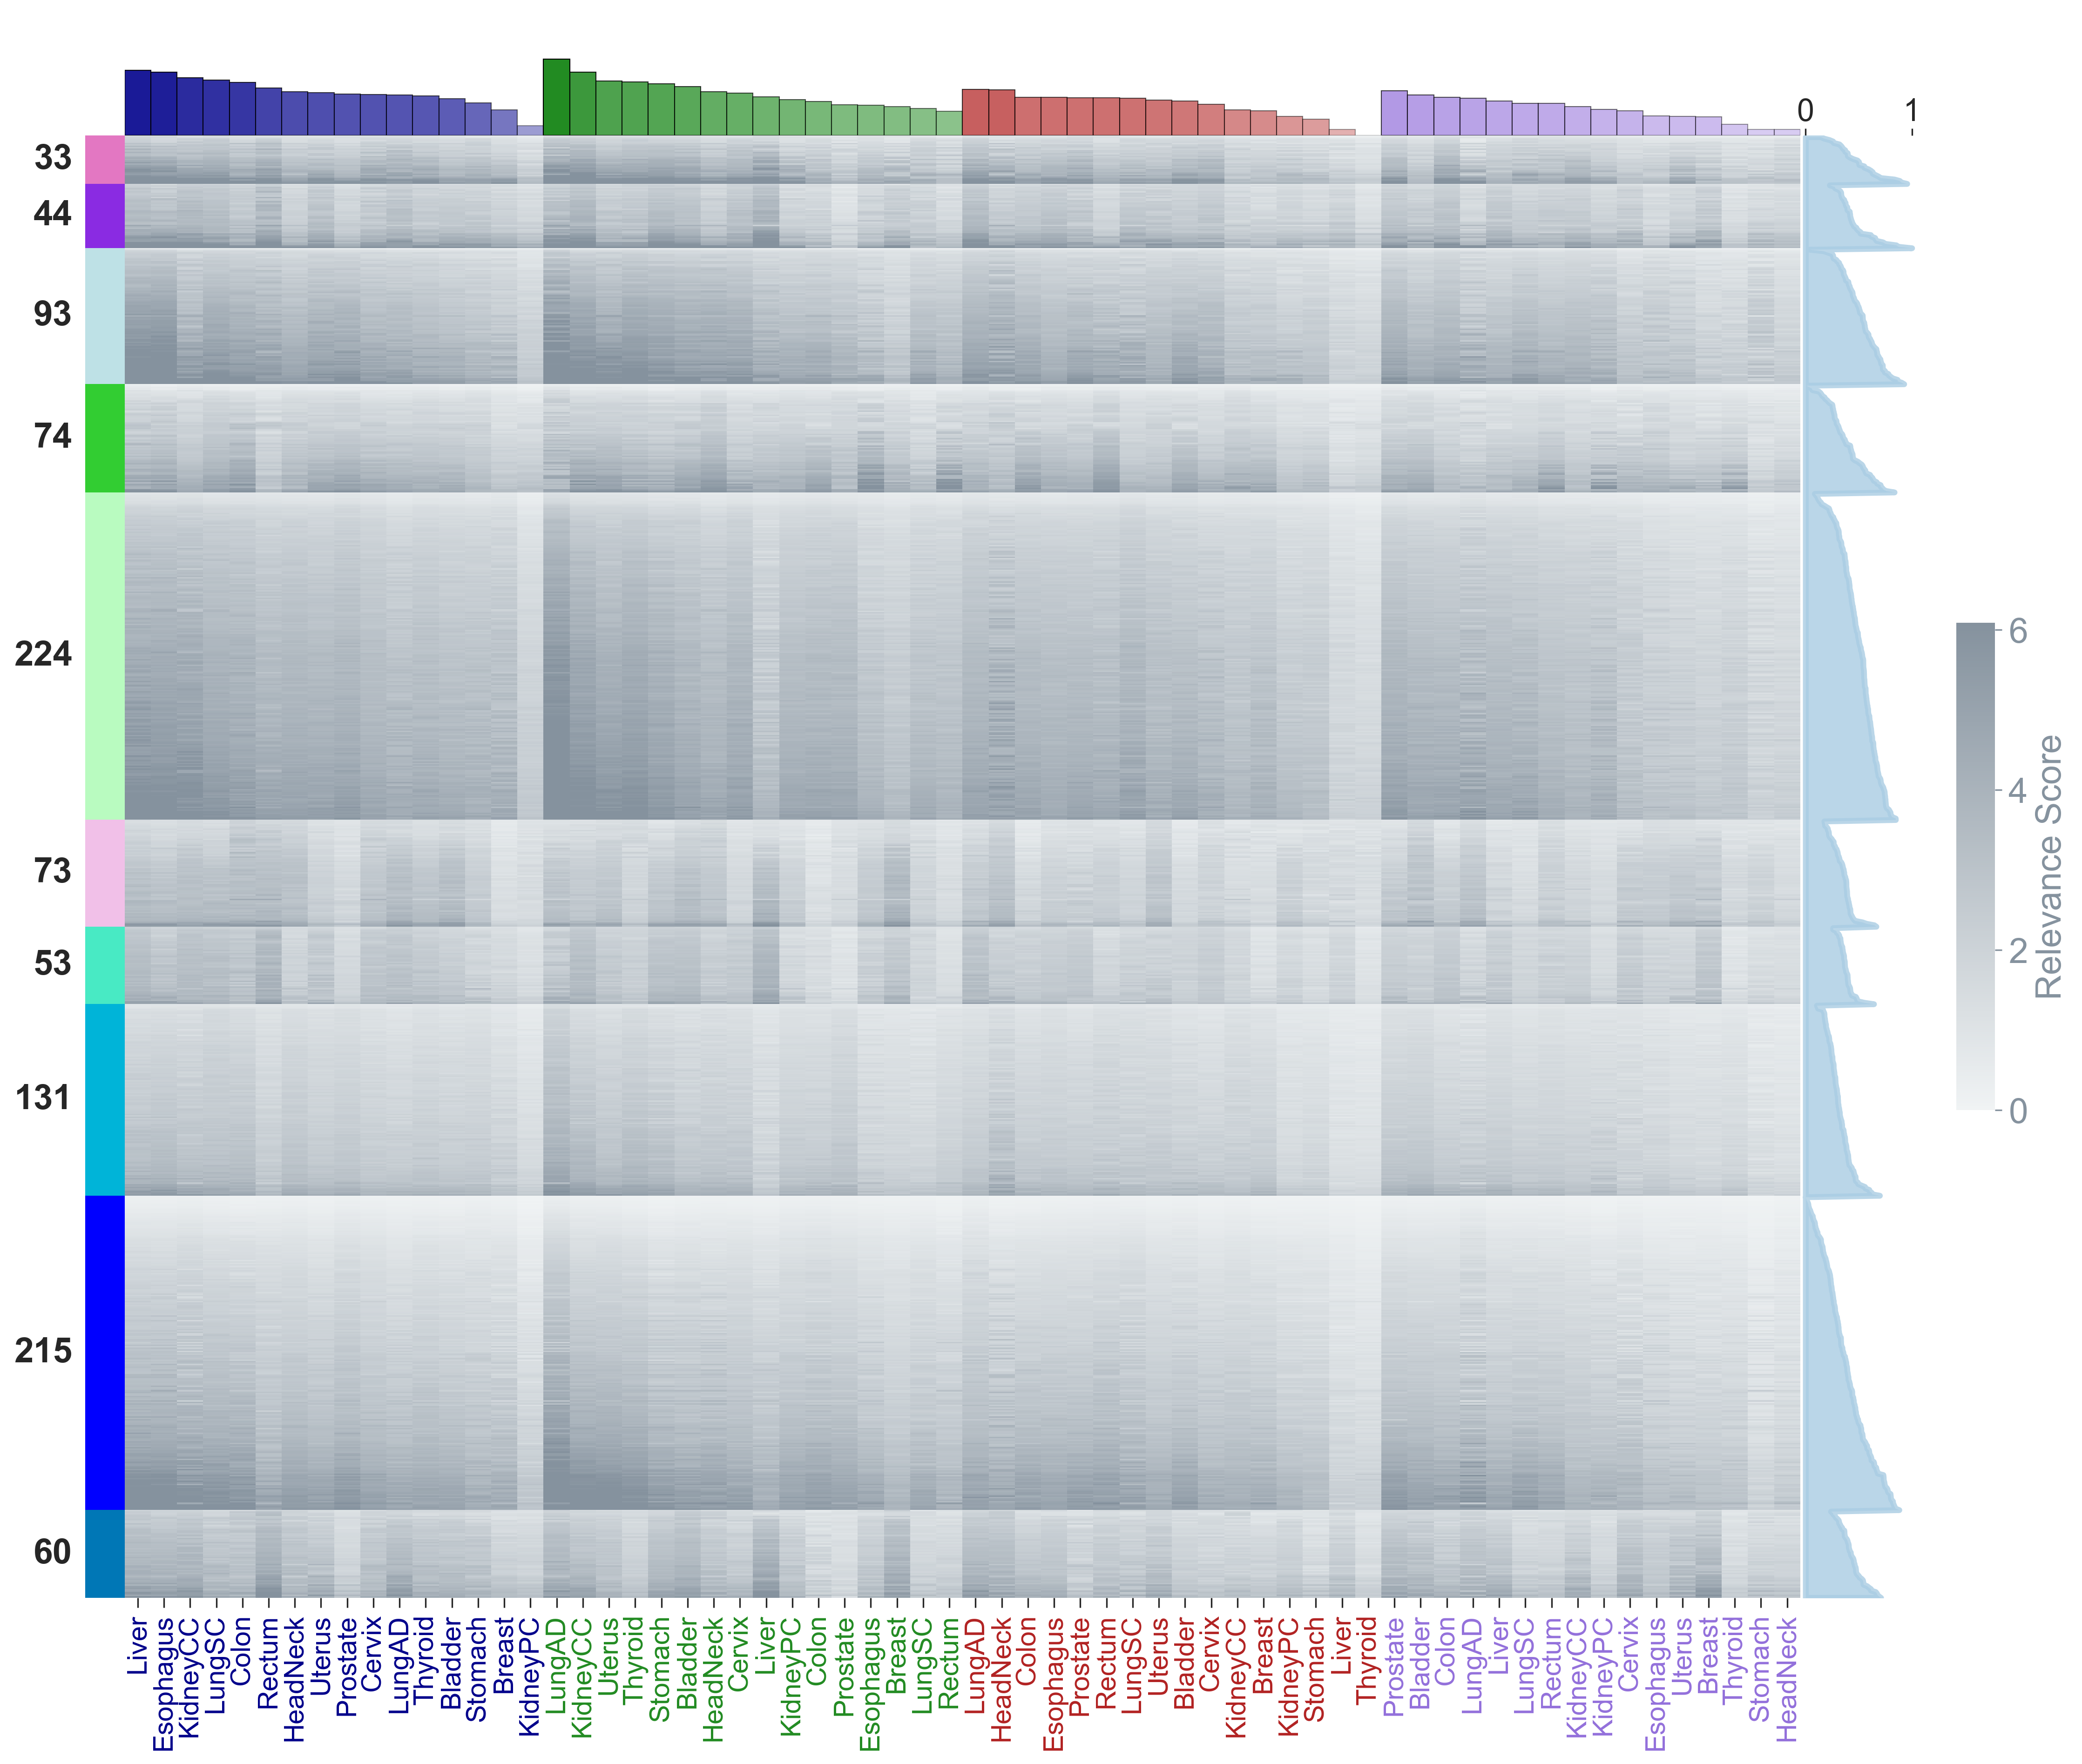 0 1
33
44
93
74
224
73
53
131
215
60
6
4
2
0
Relevance Score
Liver
Esophagus
KidneyCC
LungSC
Colon
Rectum
HeadNeck
Uterus
Prostate
Cervix
LungAD
Thyroid
Bladder
Stomach
Breast
KidneyPC
LungAD
KidneyCC
Uterus
Thyroid
Stomach
Bladder
HeadNeck
Cervix
Liver
KidneyPC
Colon
Prostate
Esophagus
Breast
LungSC
Rectum
LungAD
HeadNeck
Colon
Esophagus
Prostate
Rectum
LungSC
Uterus
Bladder
Cervix
KidneyCC
Breast
KidneyPC
Stomach
Liver
Thyroid
Prostate
Bladder
Colon
LungAD
Liver
LungSC
Rectum
KidneyCC
KidneyPC
Cervix
Esophagus
Uterus
Breast
Thyroid
Stomach
HeadNeck